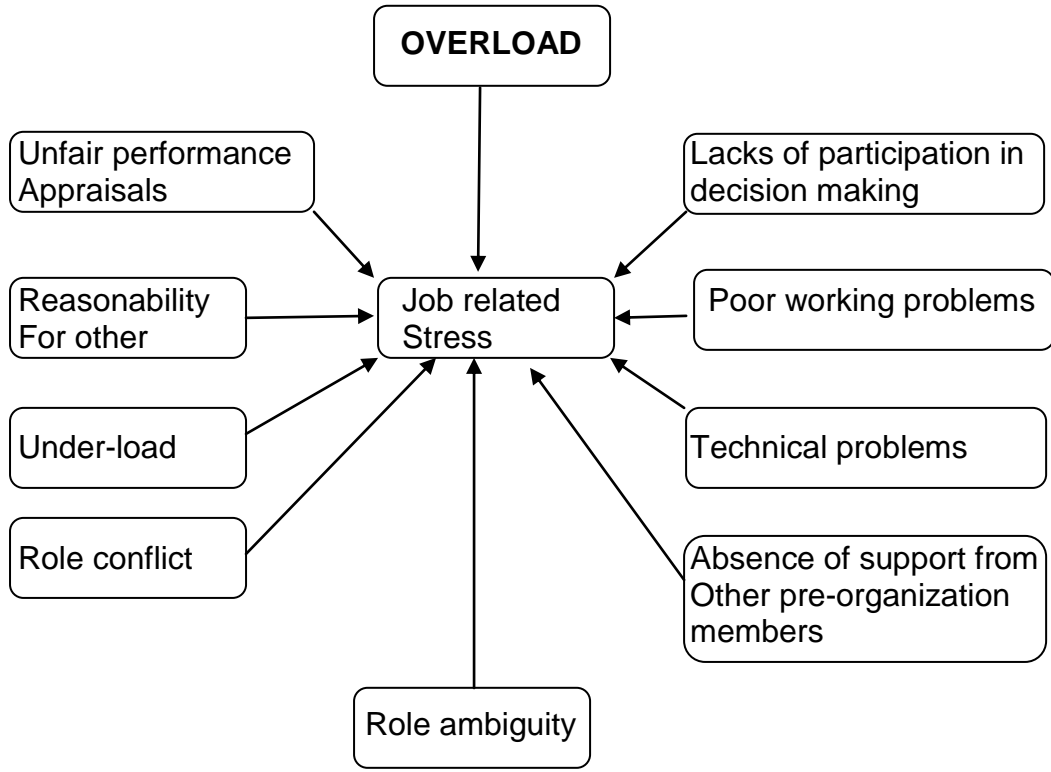 OVERLOAD
Unfair performance
Appraisals
Lacks of participation in
decision making
Reasonability
For other
Job related
Stress
Poor working problems
Under-load
Technical problems
Role conflict
Absence of support from
Other pre-organization
members
Role ambiguity